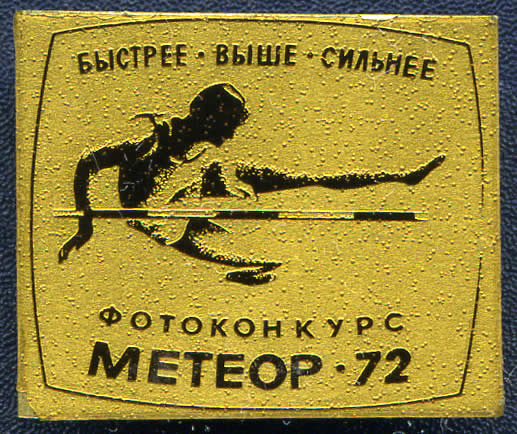 БЫСТРЕЕ · ВЫШЕ · СИЛЬНЕЕ
ФОТОКОНКУРС
МЕТЕОР · 72